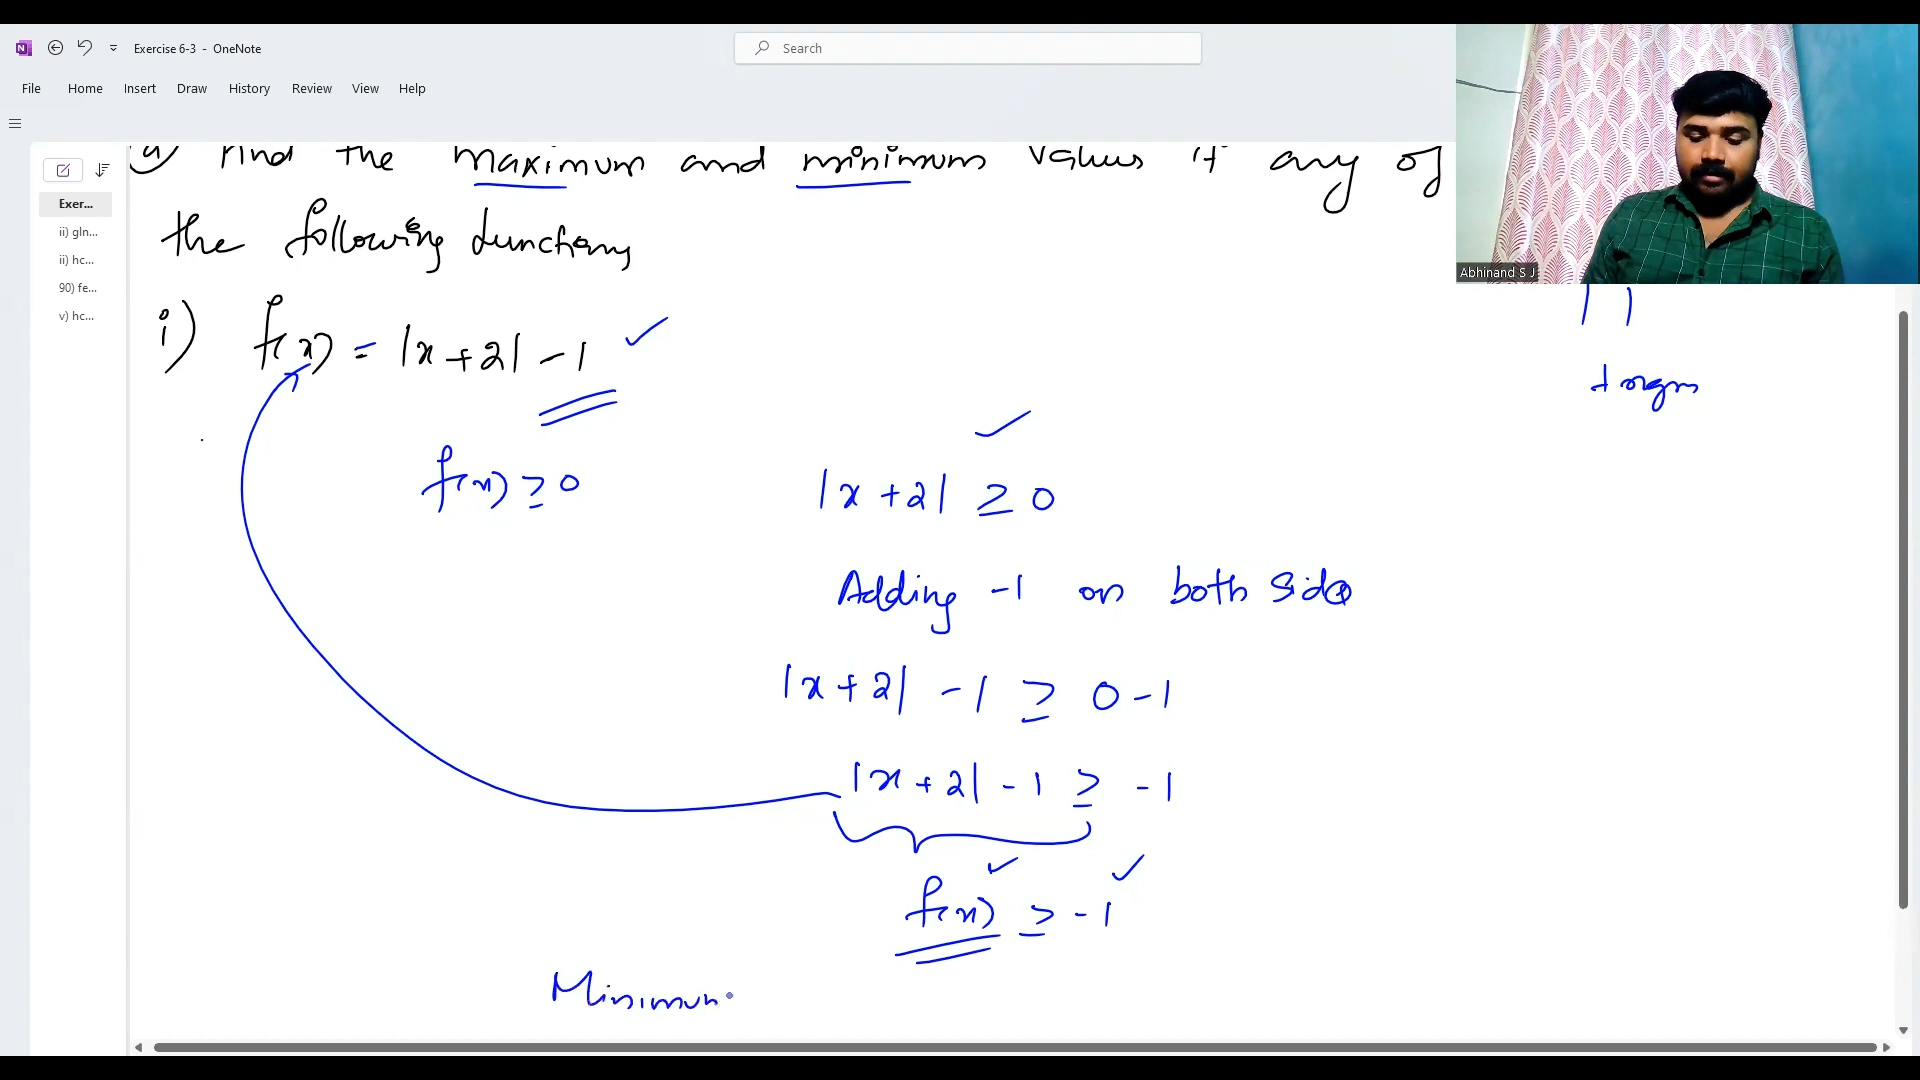 Exercise 6-3 - OneNote
Search
File Home Insert Draw History Review View Help
Exer...
ii) gln...
ii) hc...
90) fe...
v) hc...
Abhinand S J
Find the maximum and minimum values if any of
the following functions
i) f(x) = |x+2| -1
f(x) ≥ 0
|x+2| ≥ 0
Adding -1 on both side
|x+2| -1 ≥ 0-1
|x+2| -1 ≥ -1
f(x) ≥ -1
Minimum